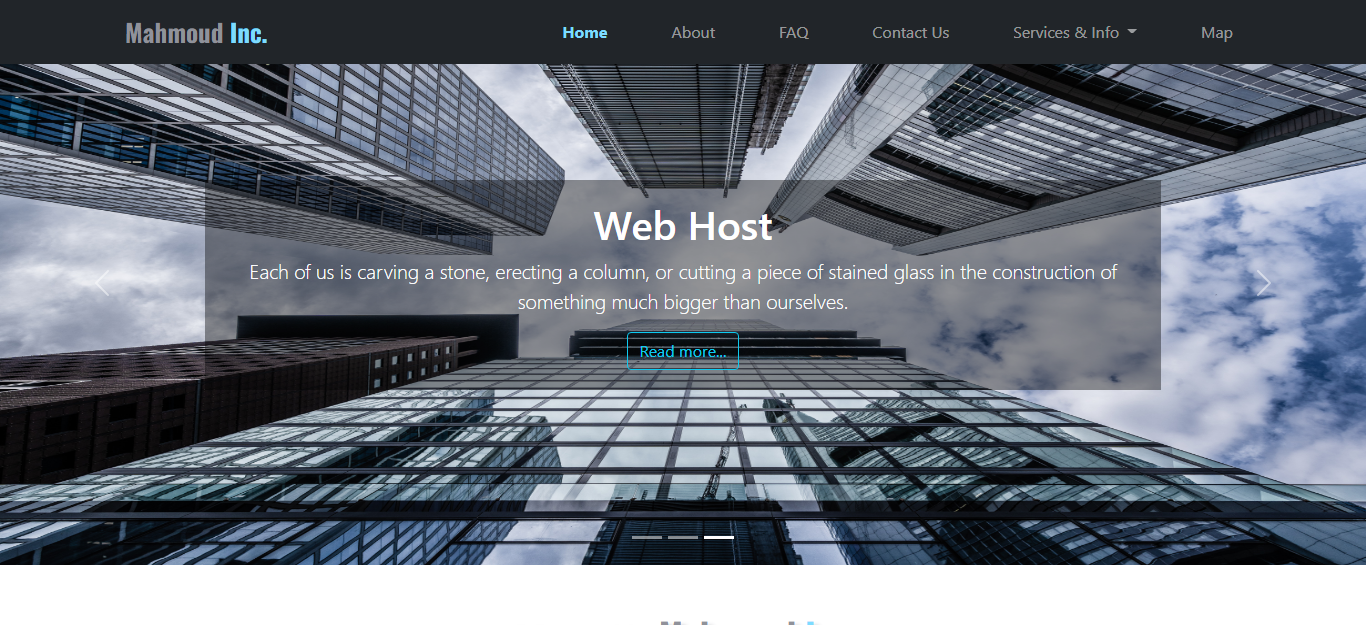 Mahmoud Inc.
Home About FAQ Contact Us Services & Info Map
Web Host
Each of us is carving a stone, erecting a column, or cutting a piece of stained glass in the construction of
something much bigger than ourselves.
Read more...